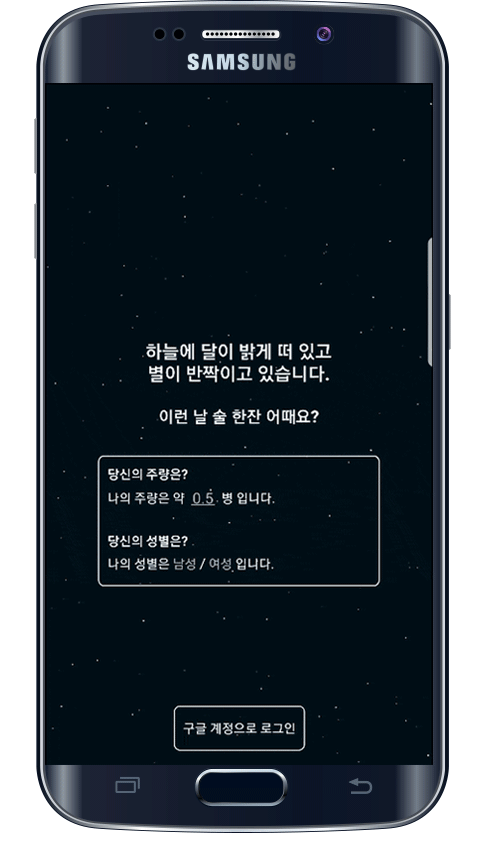 SAMSUNG
하늘에 달이 밝게 떠 있고
별이 반짝이고 있습니다.
이런 날 술 한잔 어때요?
당신의 주량은?
나의 주량은 약 0.5 병 입니다.
당신의 성별은?
나의 성별은 남성 / 여성 입니다.
구글 계정으로 로그인